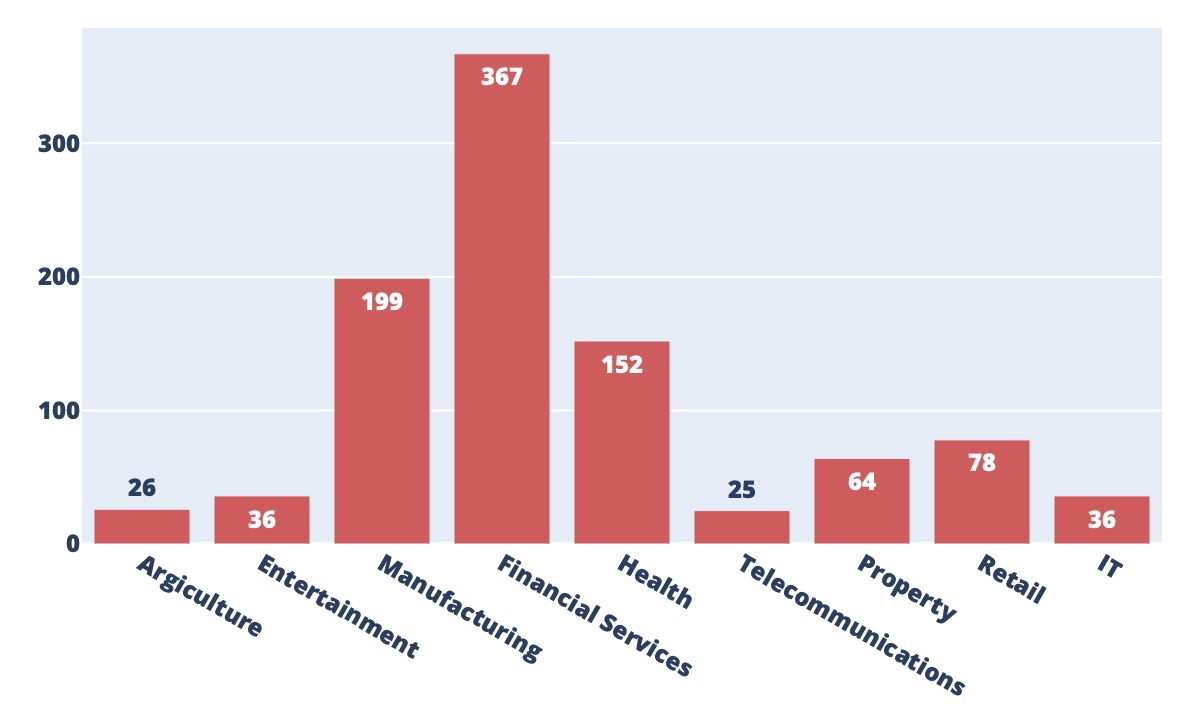 367
300
200
199
152
100
26
36
25
64
78
36
0
Argiculture
Entertainment
Manufacturing
Financial Services
Health
Telecommunications
Property
Retail
IT